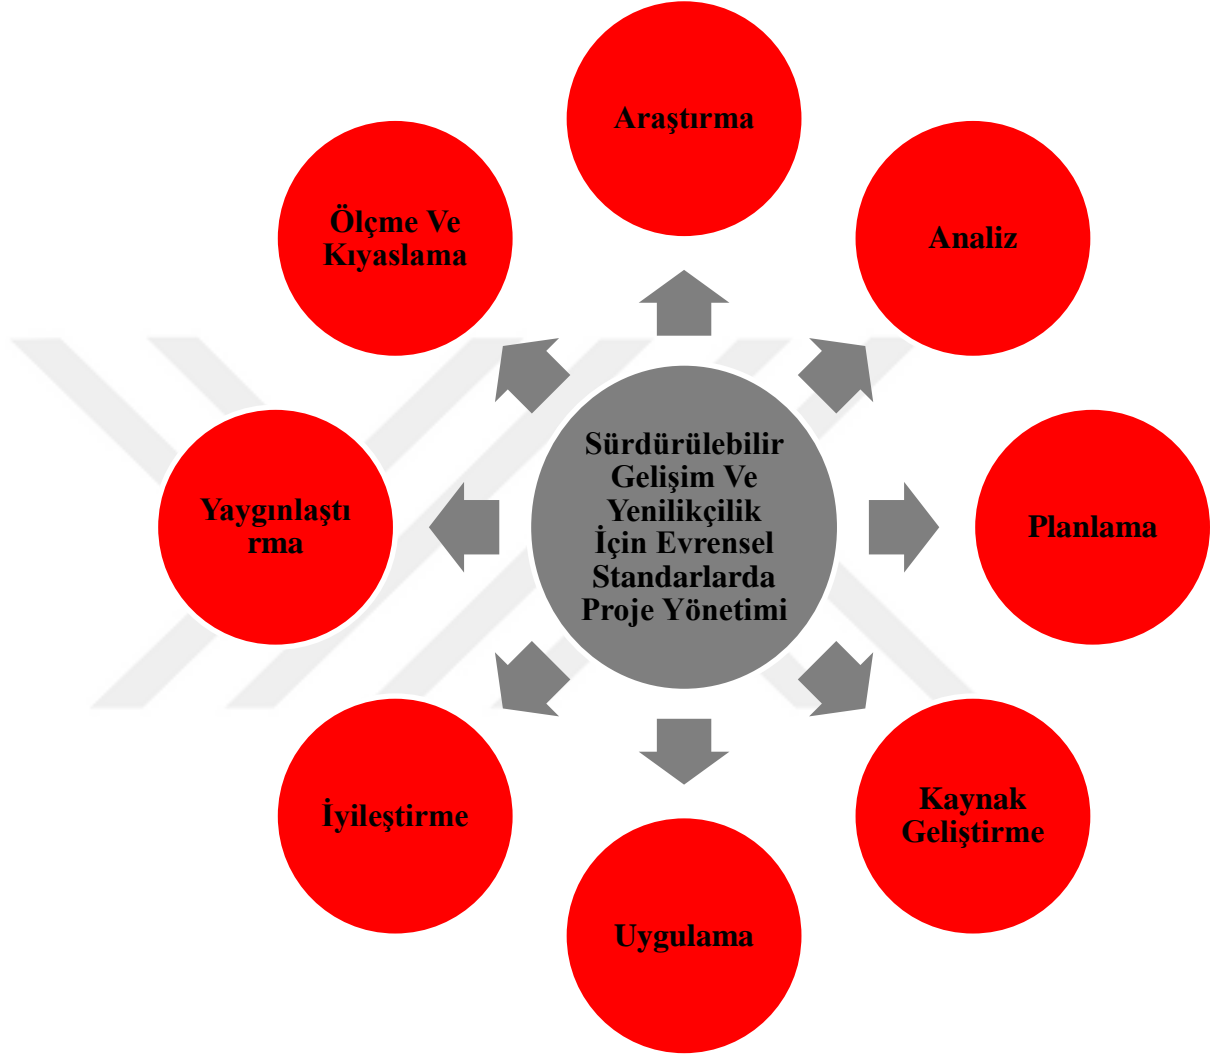 Araştırma
Analiz
Planlama
Kaynak
Geliştirme
Uygulama
İyileştirme
Yaygınlaştı
rma
Ölçme Ve
Kıyaslama
Sürdürülebilir
Gelişim Ve
Yenilikçilik
İçin Evrensel
Standarlarda
Proje Yönetimi